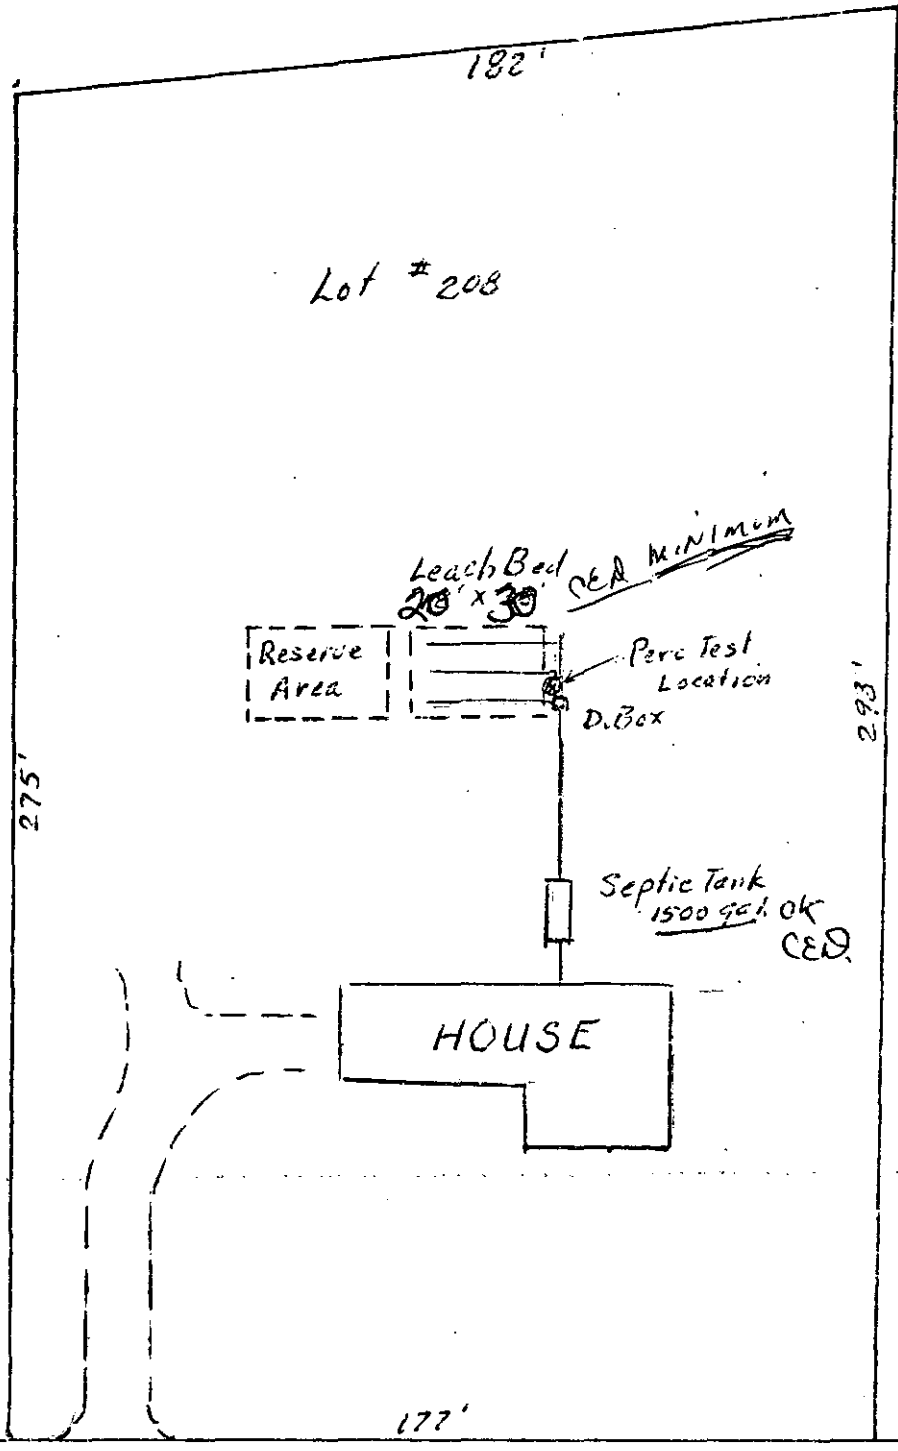 182'
Lot # 208
Leach Bed
20' x 30'
CED MINIMUM
Reserve
Area
Perc Test
Location
D.Box
275'
293'
Septic Tank
1500 gal. OK
CED.
HOUSE
177'